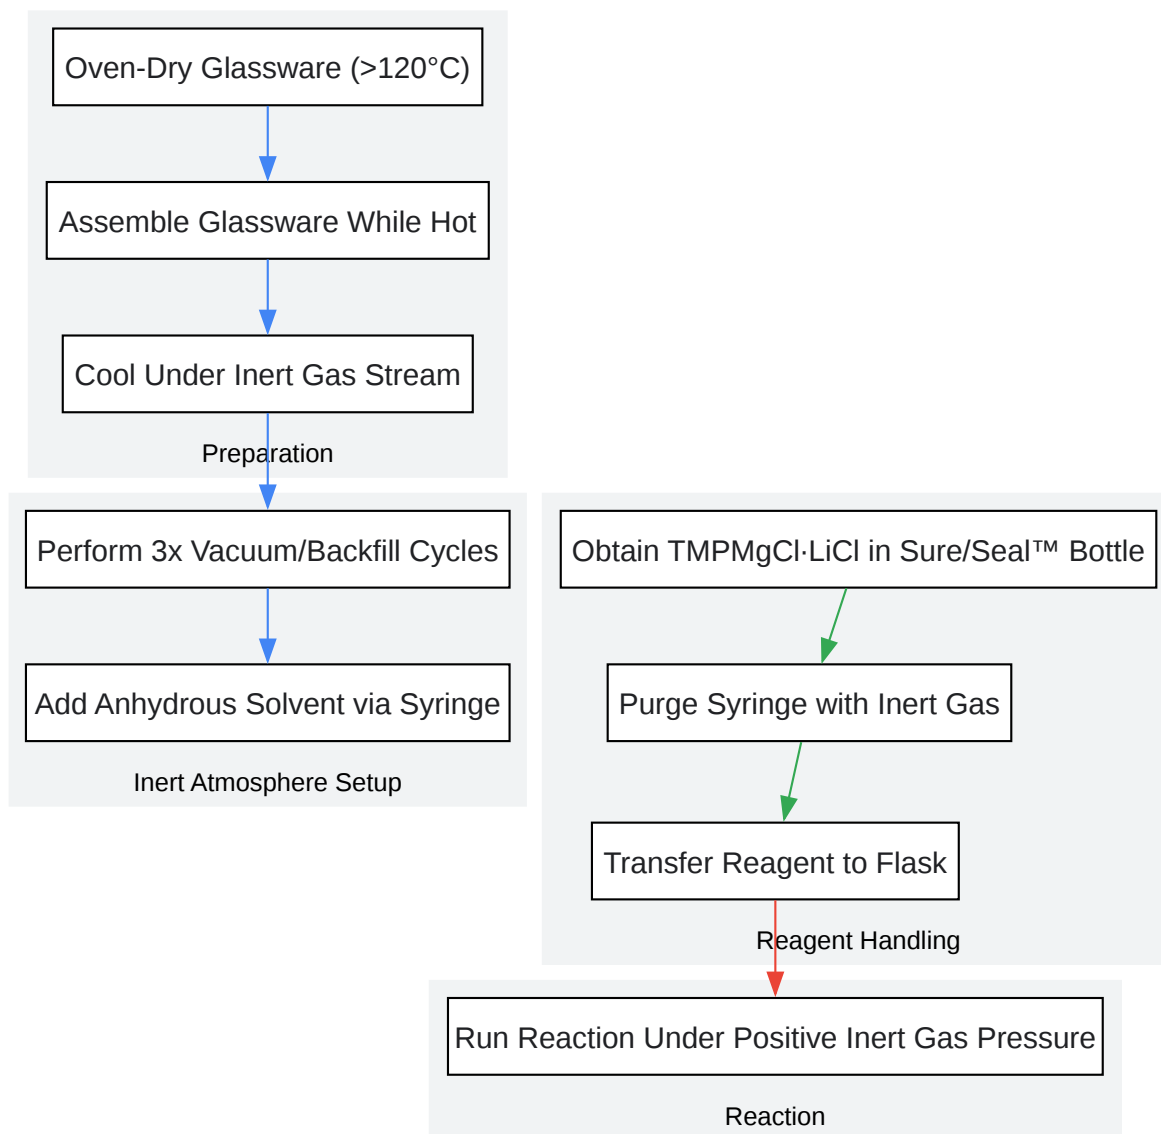 Oven-Dry Glassware (>120°C)
Assemble Glassware While Hot
Cool Under Inert Gas Stream
Preparation
Perform 3x Vacuum/Backfill Cycles
Add Anhydrous Solvent via Syringe
Inert Atmosphere Setup
Obtain TMPMgCl·LiCl in Sure/Seal™ Bottle
Purge Syringe with Inert Gas
Transfer Reagent to Flask
Reagent Handling
Run Reaction Under Positive Inert Gas Pressure
Reaction